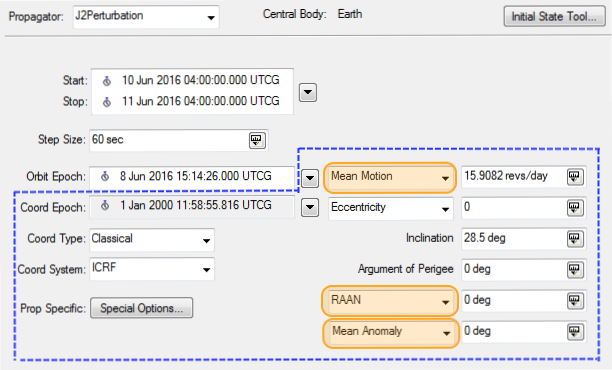 Propagator: J2Perturbation Central Body: Earth Initial State Tool...
Start: 10 Jun 2016 04:00:00.000 UTCG
Stop: 11 Jun 2016 04:00:00.000 UTCG
Step Size: 60 sec
Orbit Epoch: 8 Jun 2016 15:14:26.000 UTCG Mean Motion 15.9082 revs/day
Coord Epoch: 1 Jan 2000 11:58:55.816 UTCG Eccentricity 0
Coord Type: Classical Inclination 28.5 deg
Coord System: ICRF Argument of Perigee 0 deg
Prop Specific: Special Options... RAAN 0 deg
Mean Anomaly 0 deg